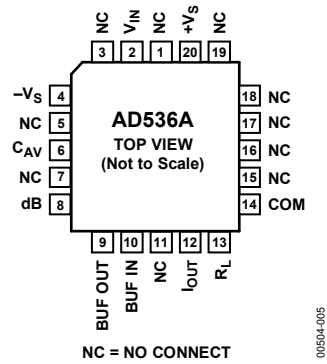 NC
VIN
NC
+VS
NC
3
2
1
20
19
–VS 4
NC 5
CAV 6
NC 7
dB 8
AD536A
TOP VIEW
(Not to Scale)
18 NC
17 NC
16 NC
15 NC
14 COM
9
10
11
12
13
BUF OUT
BUF IN
NC
IOUT
RL
NC = NO CONNECT
00504-005